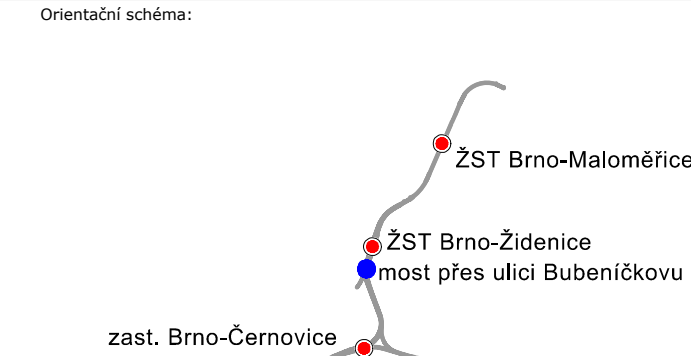 Orientační schéma:
ŽST Brno-Maloměřice
ŽST Brno-Židenice
most přes ulici Bubeníčkovu
zast. Brno-Černovice